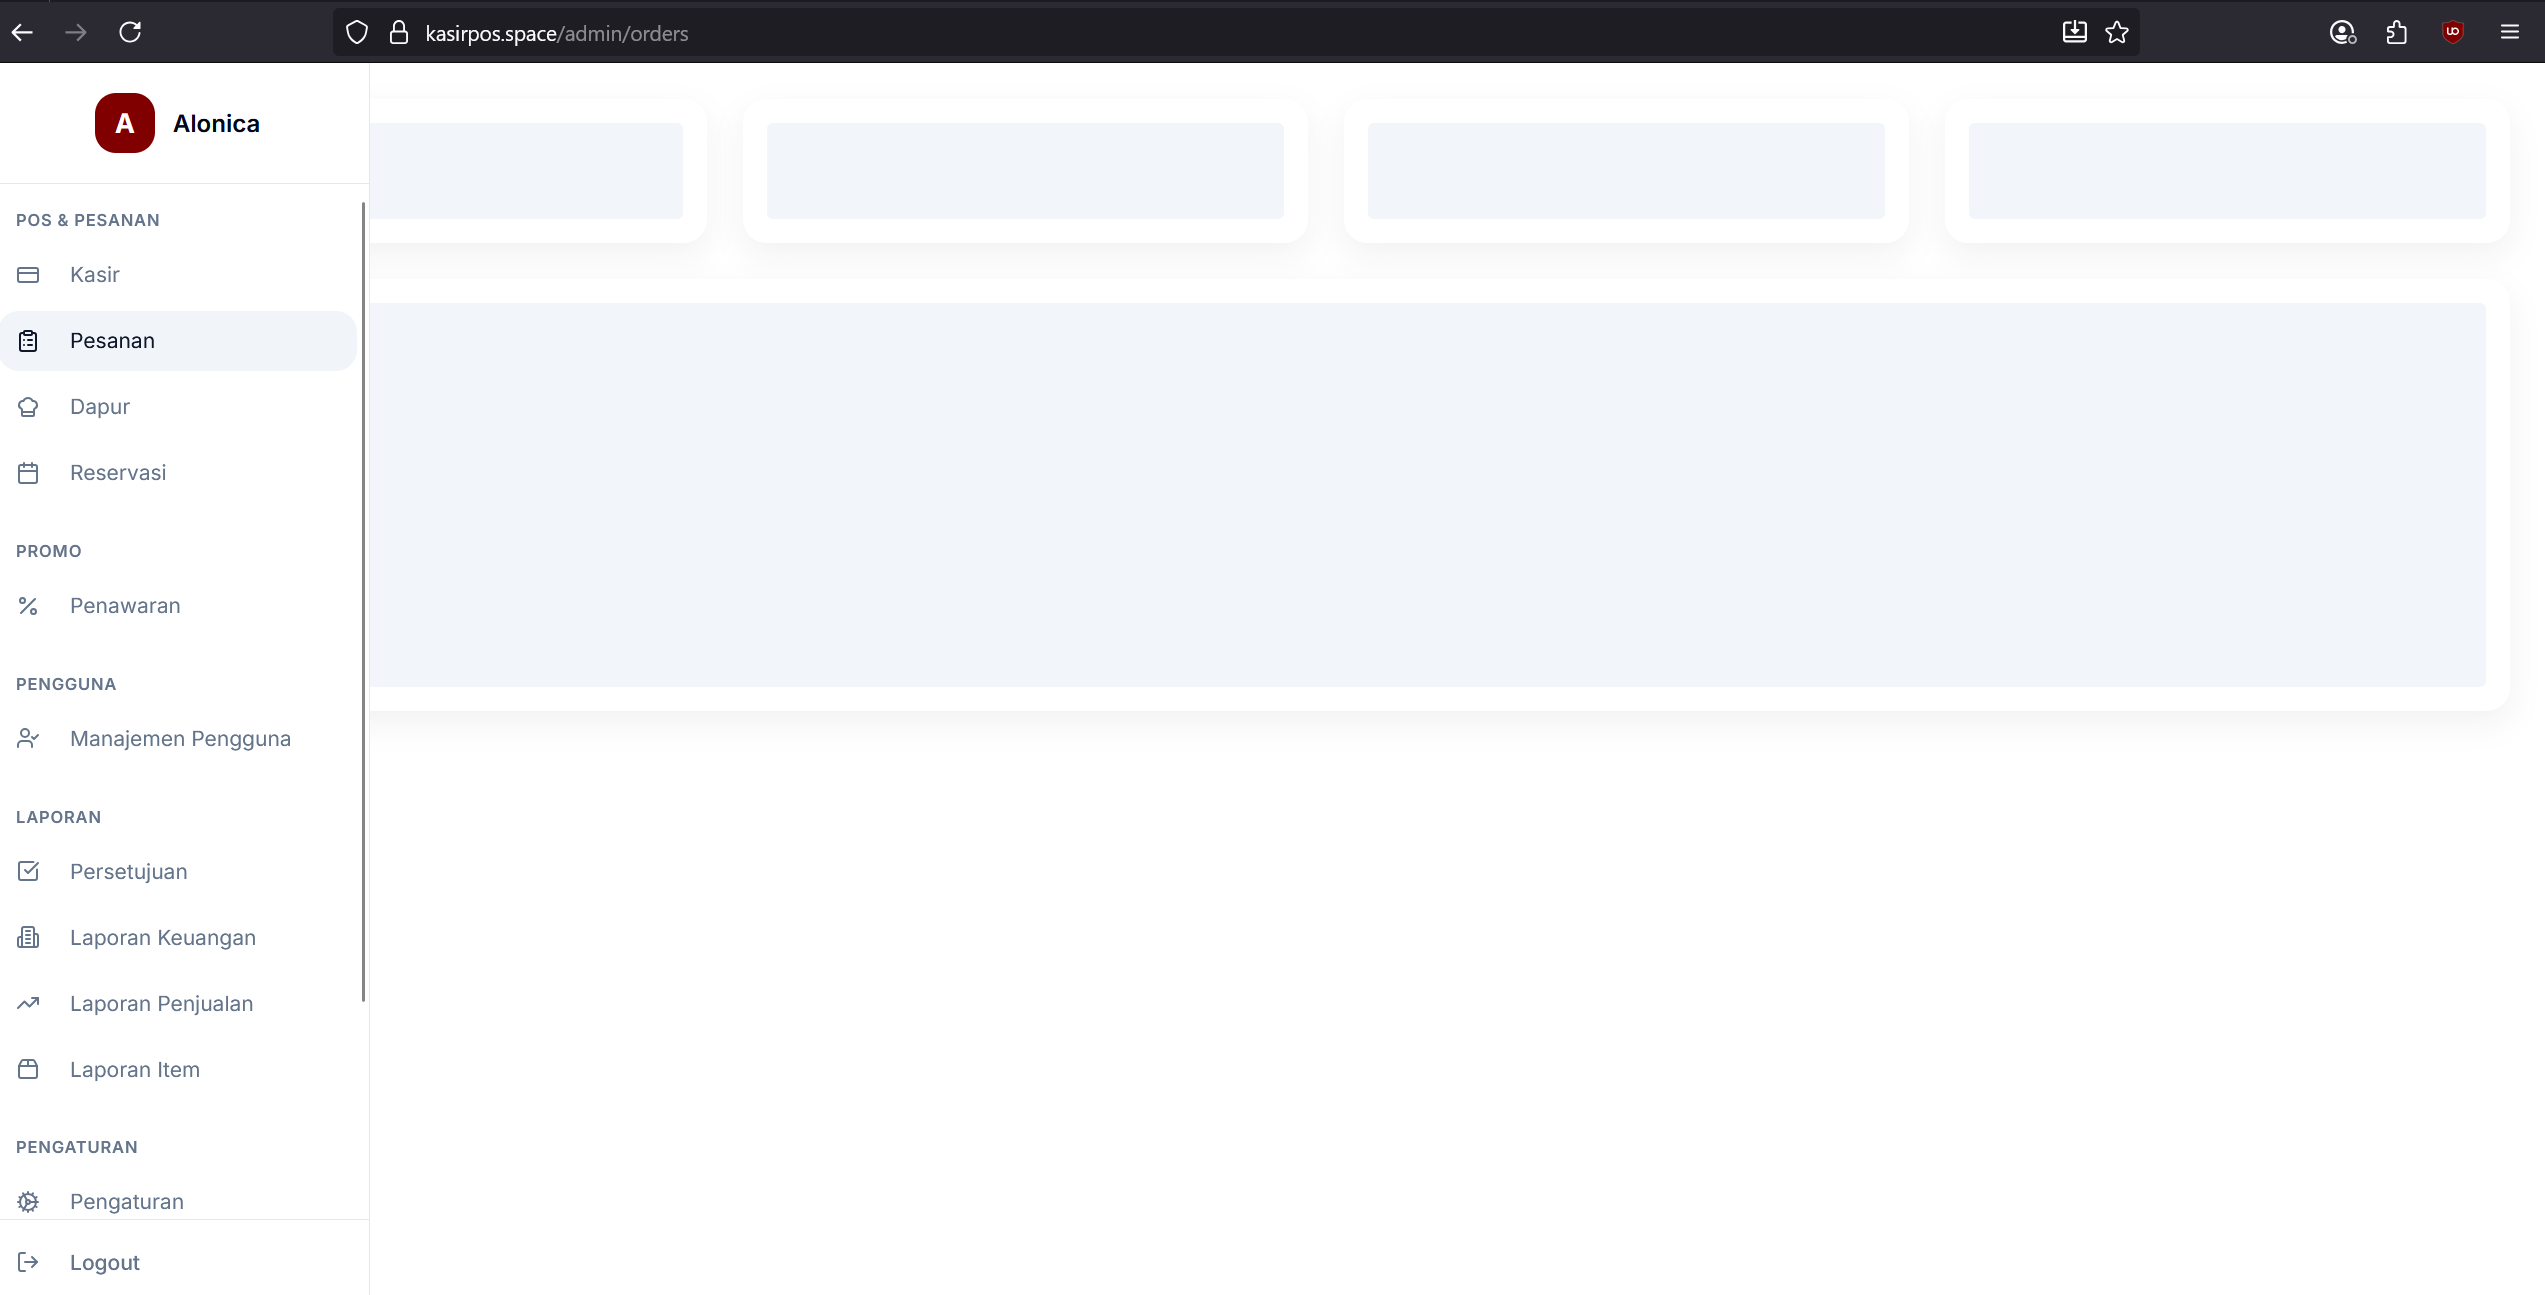 kasirpos.space/admin/orders
A Alonica
POS & PESANAN
Kasir
Pesanan
Dapur
Reservasi
PROMO
Penawaran
PENGGUNA
Manajemen Pengguna
LAPORAN
Persetujuan
Laporan Keuangan
Laporan Penjualan
Laporan Item
PENGATURAN
Pengaturan
Logout